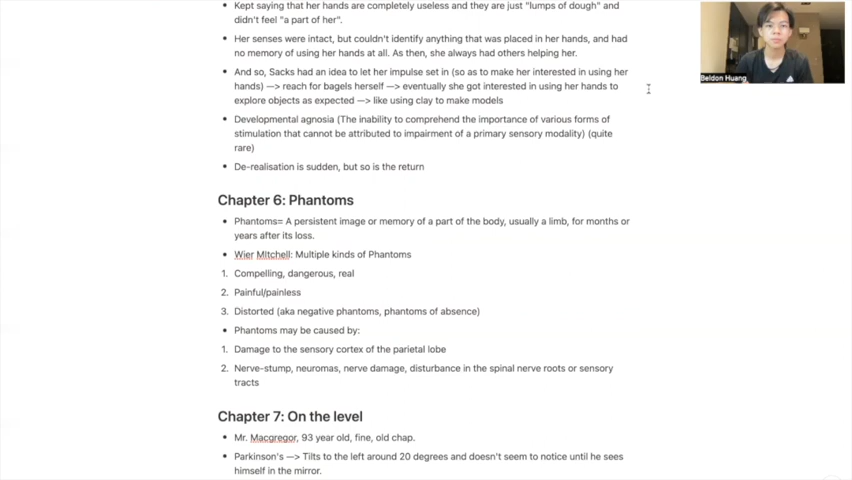 Kept saying that her hands are completely useless and they are just "lumps of dough" and
didn't feel "a part of her".
Her senses were intact, but couldn't identify anything that was placed in her hands, and had
no memory of using her hands at all. As then, she always had others helping her.
And so, Sacks had an idea to let her impulse set in (so as to make her interested in using her
hands) —> reach for bagels herself —> eventually she got interested in using her hands to
explore objects as expected —> like using clay to make models
Developmental agnosia (The inability to comprehend the importance of various forms of
stimulation that cannot be attributed to impairment of a primary sensory modality) (quite
rare)
De-realisation is sudden, but so is the return
Chapter 6: Phantoms
Phantoms= A persistent image or memory of a part of the body, usually a limb, for months or
years after its loss.
Wier MItchell: Multiple kinds of Phantoms
1. Compelling, dangerous, real
2. Painful/painless
3. Distorted (aka negative phantoms, phantoms of absence)
Phantoms may be caused by:
1. Damage to the sensory cortex of the parietal lobe
2. Nerve-stump, neuromas, nerve damage, disturbance in the spinal nerve roots or sensory
tracts
Chapter 7: On the level
Mr. Macgregor, 93 year old, fine, old chap.
Parkinson's —> Tilts to the left around 20 degrees and doesn't seem to notice until he sees
himself in the mirror.
Beldon Huang